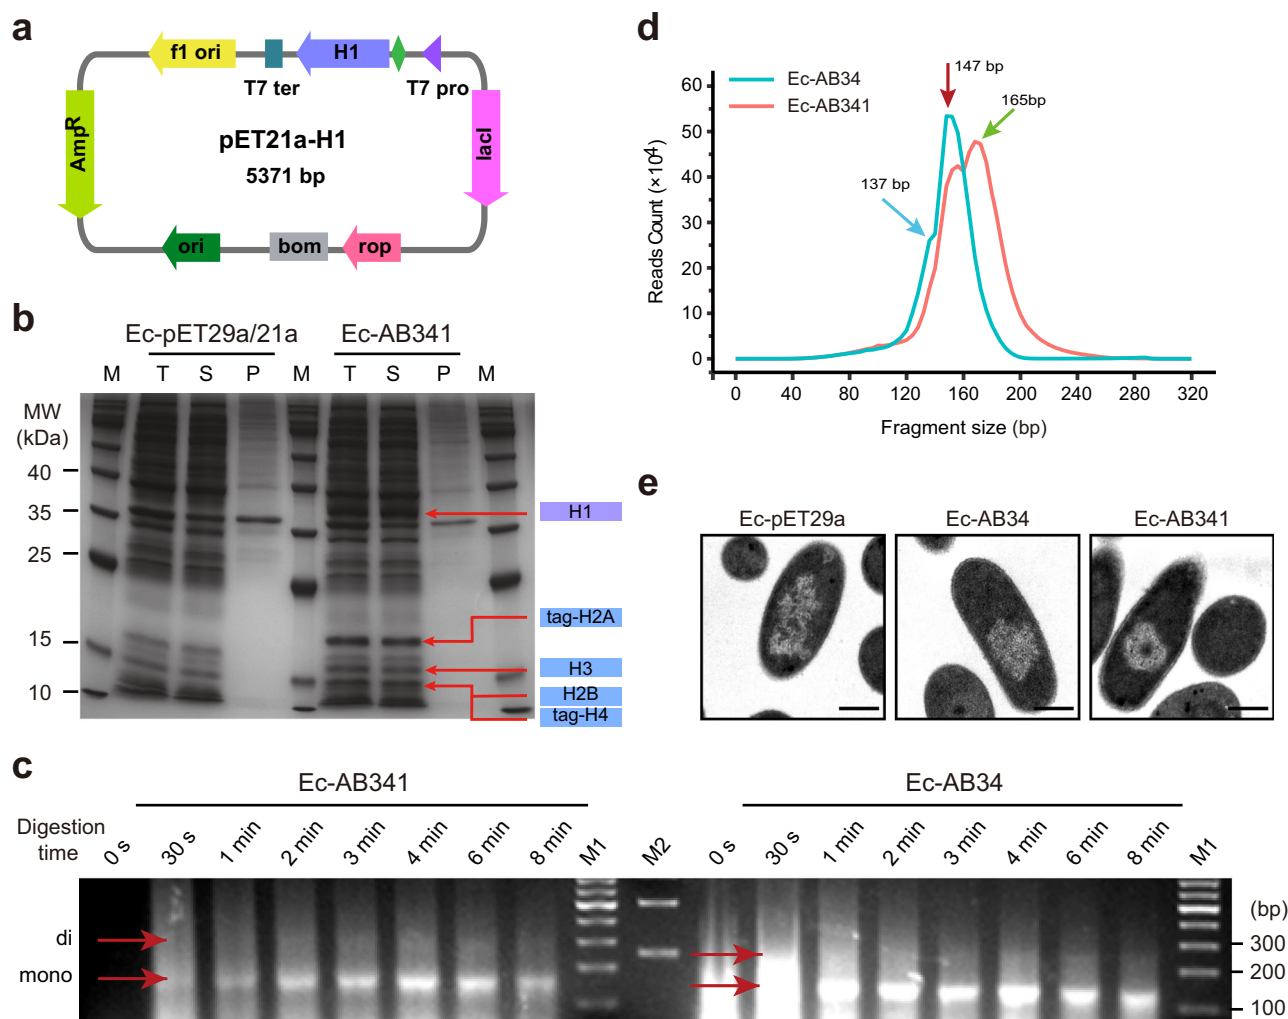 a
f1 ori
H1
T7 ter
T7 pro
AmpR
lacI
pET21a-H1
5371 bp
ori
bom
rop
b
Ec-pET29a/21a
Ec-AB341
M T S P M T S P M
MW
(kDa)
40
35
25
15
10
H1
tag-H2A
H3
H2B
tag-H4
c
Ec-AB341
Ec-AB34
Digestion
time
0 s 30 s 1 min 2 min 3 min 4 min 6 min 8 min M1 M2 0 s 30 s 1 min 2 min 3 min 4 min 6 min 8 min M1
di
mono
(bp)
300
200
100
d
Ec-AB34
Ec-AB341
147 bp
165bp
137 bp
Reads Count (×10⁴)
60
50
40
30
20
10
0
0 40 80 120 160 200 240 280 320
Fragment size (bp)
e
Ec-pET29a
Ec-AB34
Ec-AB341